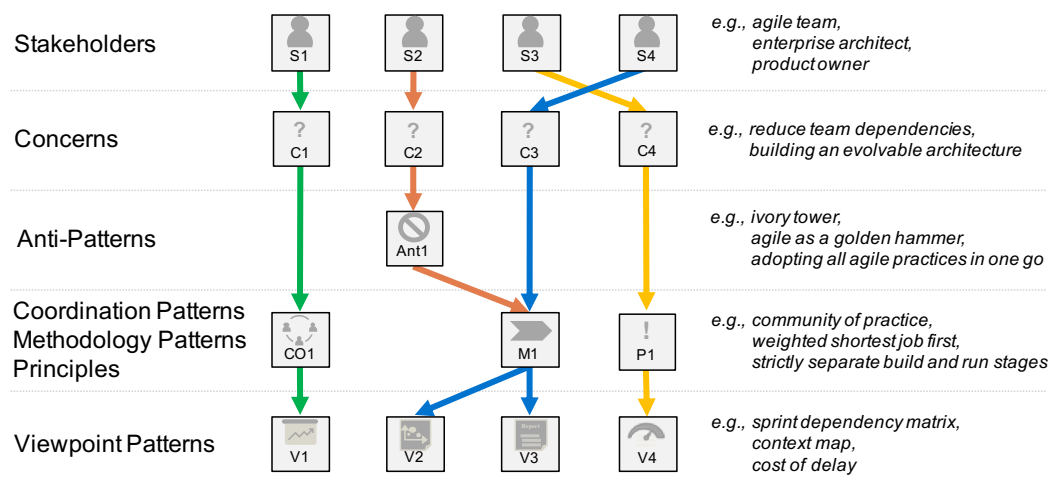 Stakeholders
S1
S2
S3
S4
e.g., agile team,
enterprise architect,
product owner
Concerns
?
C1
?
C2
?
C3
?
C4
e.g., reduce team dependencies,
building an evolvable architecture
Anti-Patterns
Ant1
e.g., ivory tower,
agile as a golden hammer,
adopting all agile practices in one go
Coordination Patterns
Methodology Patterns
Principles
CO1
M1
!
P1
e.g., community of practice,
weighted shortest job first,
strictly separate build and run stages
Viewpoint Patterns
V1
V2
Report
V3
V4
e.g., sprint dependency matrix,
context map,
cost of delay